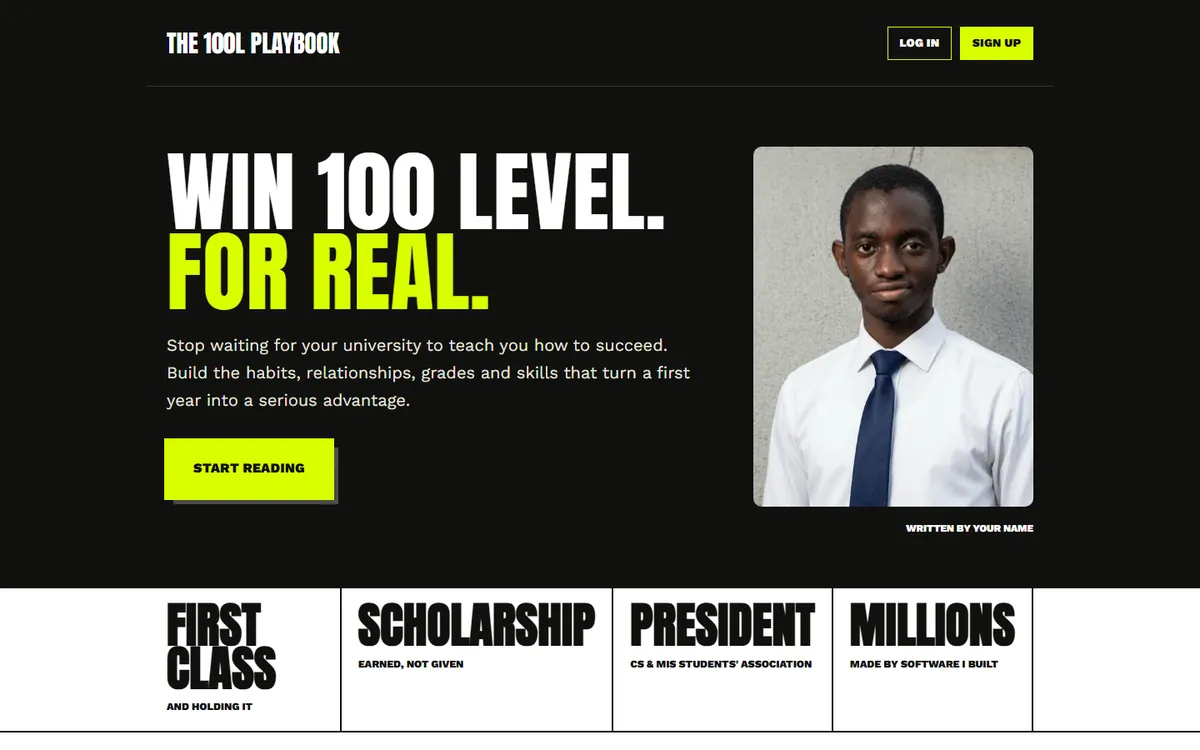 THE 100L PLAYBOOK
LOG IN
SIGN UP
WIN 100 LEVEL.
FOR REAL.
Stop waiting for your university to teach you how to succeed.
Build the habits, relationships, grades and skills that turn a first
year into a serious advantage.
START READING
WRITTEN BY YOUR NAME
FIRST
CLASS
AND HOLDING IT
SCHOLARSHIP
EARNED, NOT GIVEN
PRESIDENT
CS & MIS STUDENTS' ASSOCIATION
MILLIONS
MADE BY SOFTWARE I BUILT